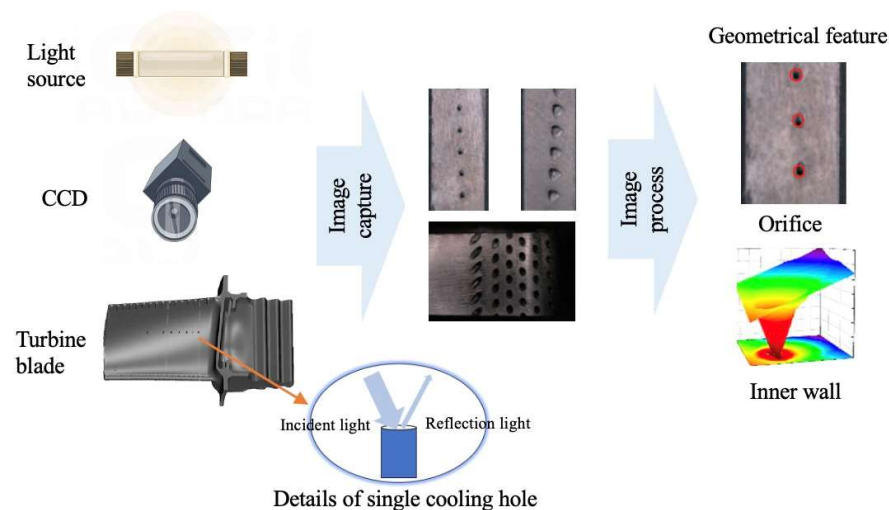 Light
source
CCD
Turbine
blade
Image
capture
Incident light
Reflection light
Details of single cooling hole
Image
process
Geometrical feature
Orifice
Inner wall